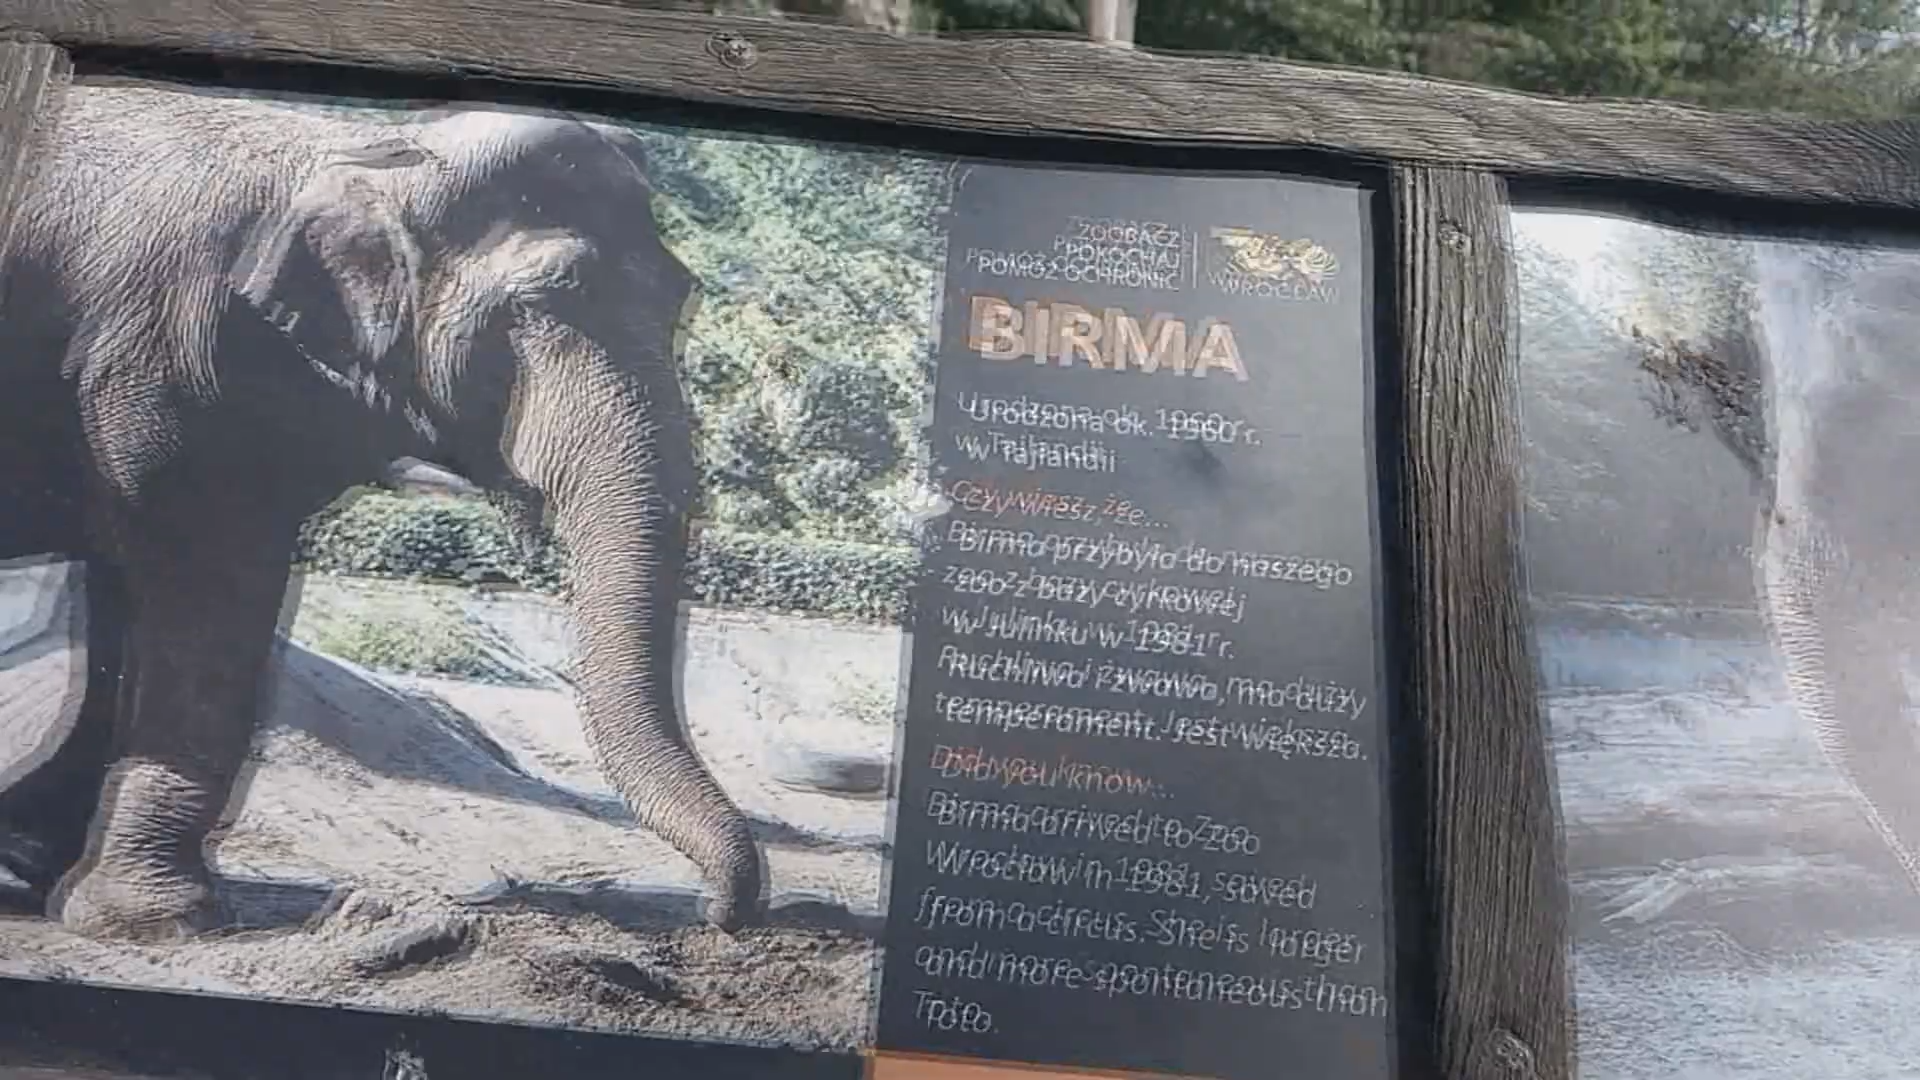 ZOOBACZ
POKOCHAJ
POMÓŻ OCHRONIĆ
WROCŁAW
BIRMA
Urodzona ok. 1960 r.
w Tajlandii
Czy wiesz, że...
Birma przybyła do naszego
zoo z bazy cyrkowej
w Julinku w 1981 r.
Ruchliwa i żwawa, ma duży
temperament. Jest większa.
Did you know...
Birma arrived to Zoo
Wrocław in 1981, saved
from a circus. She is larger
and more spontaneous than
Toto.